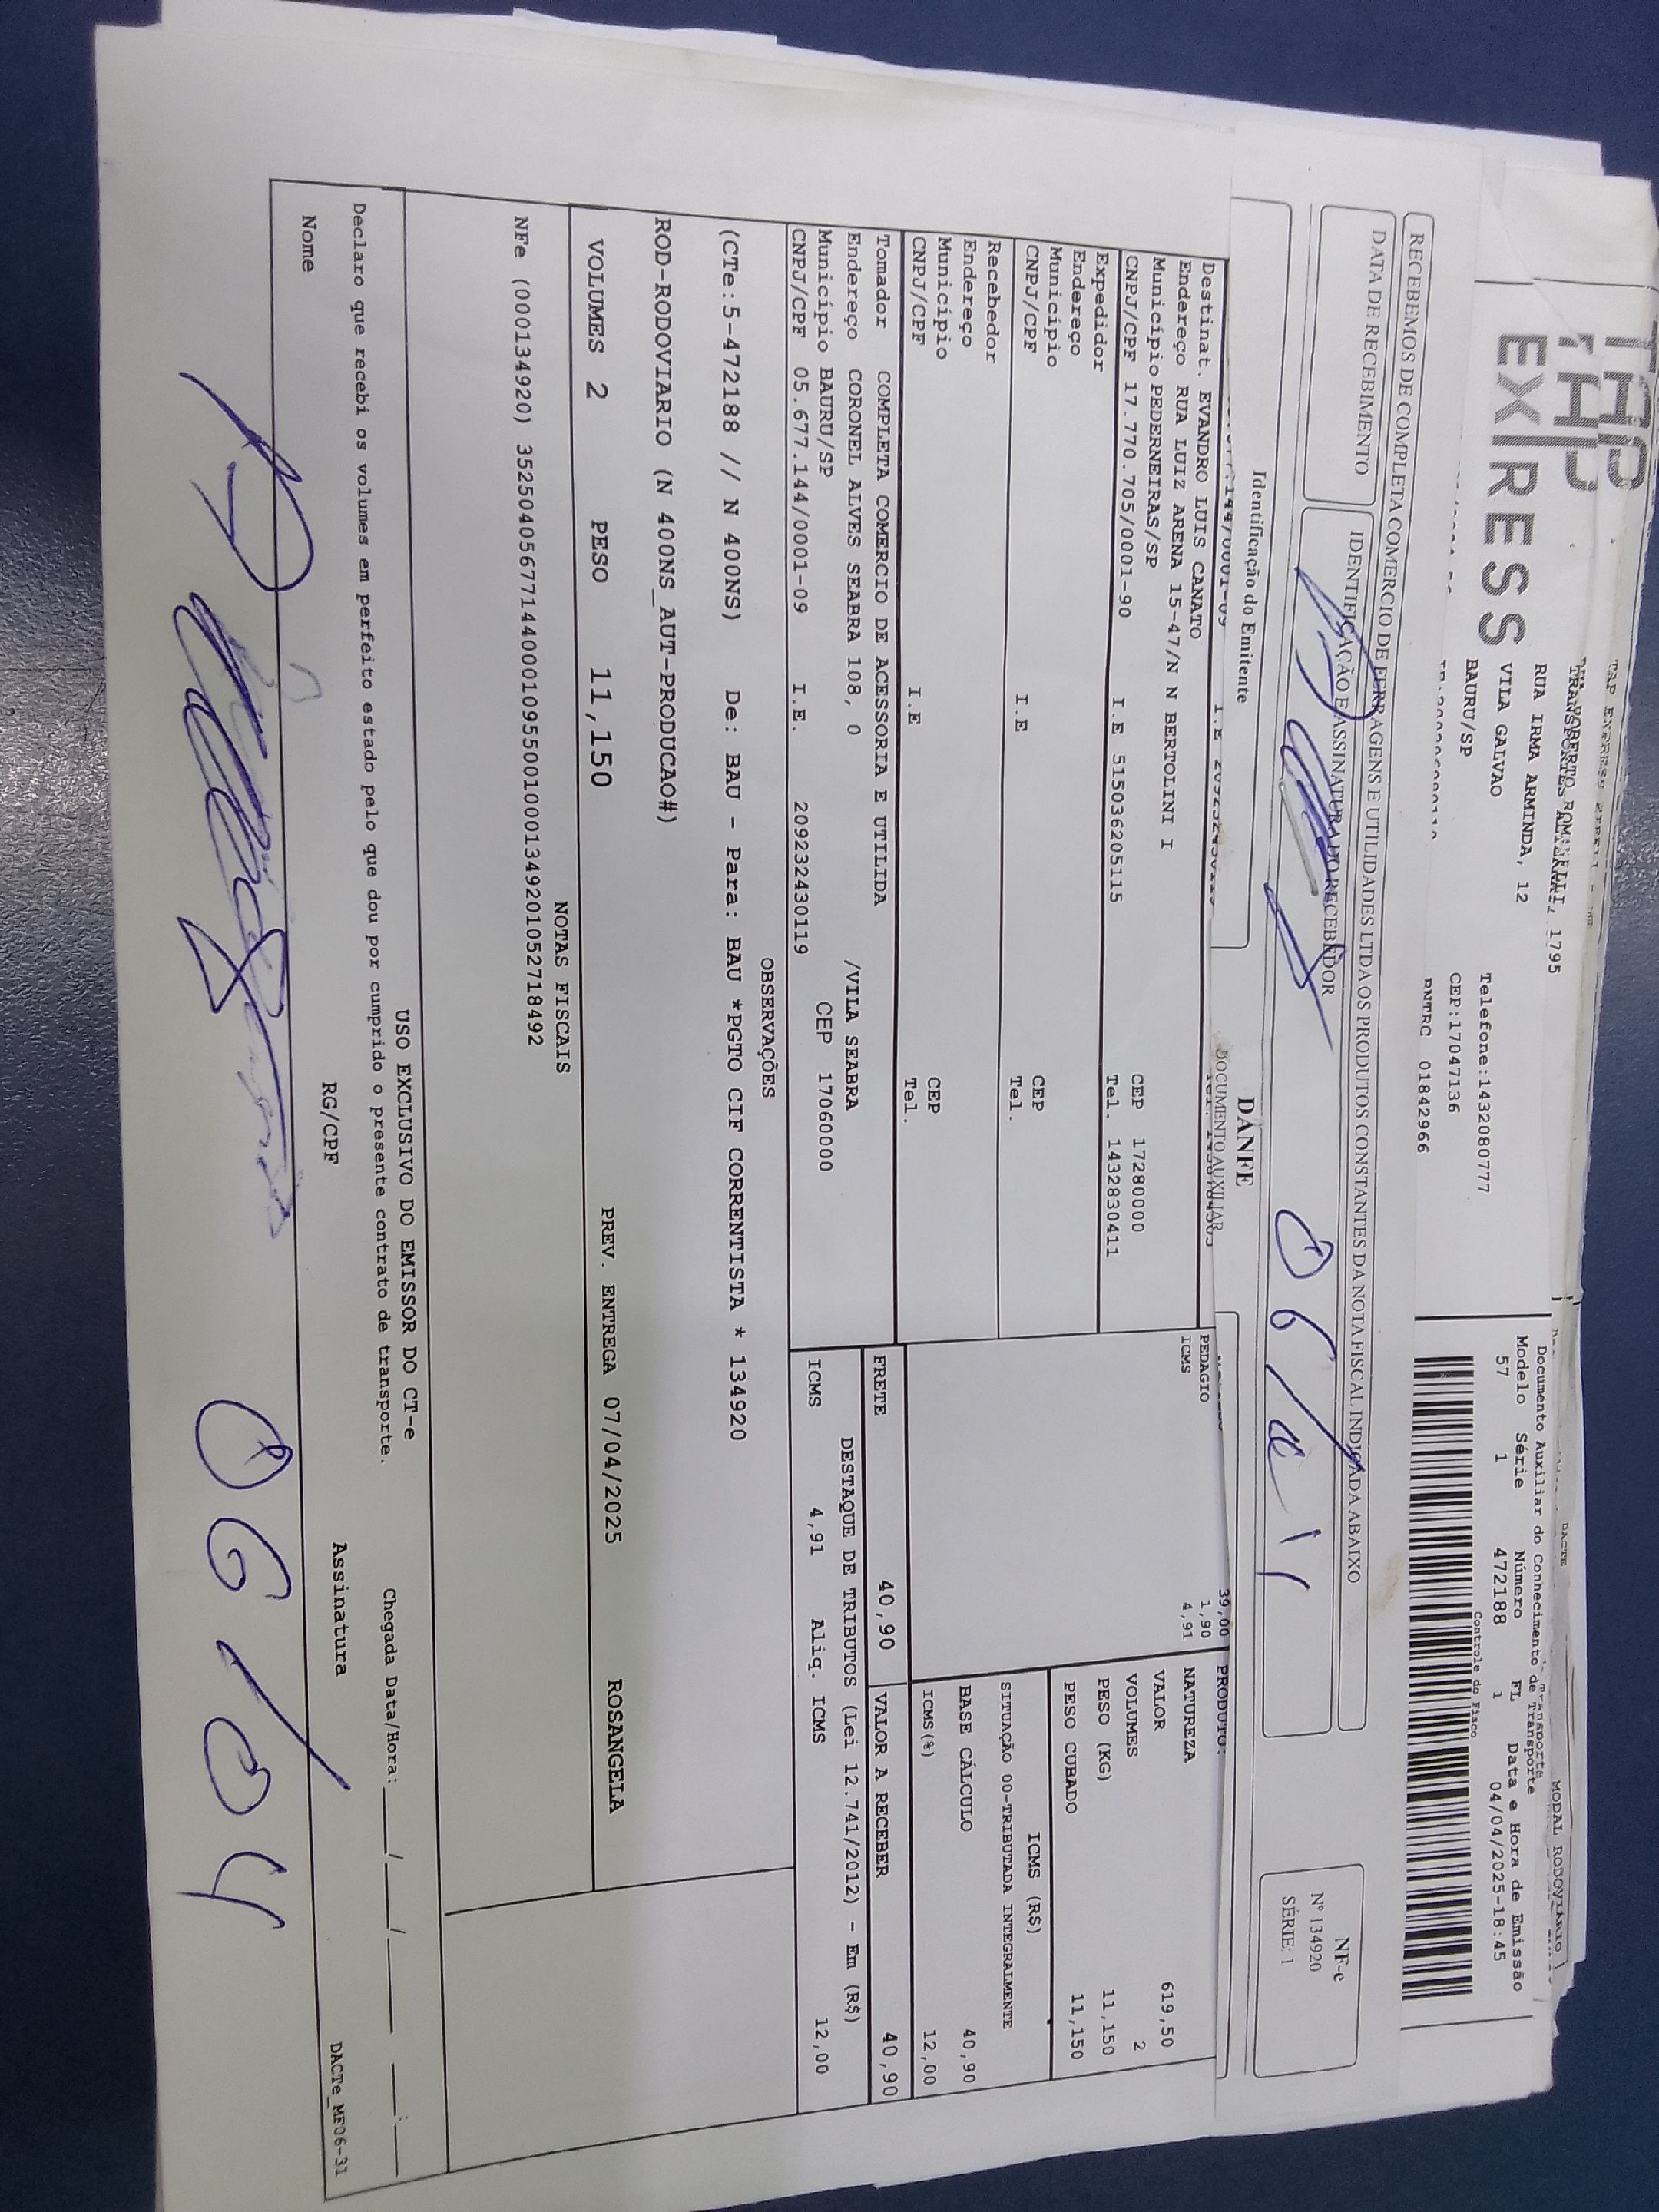 EXPRESS
RUA IRMA ARMINDA, 12
VILA GALVAO
BAURU/SP
1795
Telefone:1432080777
CEP:17047136
RNTRC 01842966
DACTE
MODAL RODOVIÁRIO
Documento Auxiliar do Conhecimento de Transporte
Modelo Série Número FL Data e Hora de Emissão
57 1 472188 1 04/04/2025-18:45
Controle do Fisco
RECEBEMOS DE COMPLETA COMERCIO DE FERRAGENS E UTILIDADES LTDA OS PRODUTOS CONSTANTES DA NOTA FISCAL INDICADA ABAIXO
DATA DE RECEBIMENTO
IDENTIFICAÇÃO E ASSINATURA DO RECEBEDOR
06/04
NF-e
Nº 134920
SÉRIE: 1
Identificação do Emitente
DANFE
DOCUMENTO AUXILIAR
39,00
PEDAGIO 1,90
ICMS 4,91
PRODUTO:
NATUREZA
VALOR 619,50
VOLUMES 2
PESO (KG) 11,150
PESO CUBADO 11,150
Destinat. EVANDRO LUIS CANATO
Endereço RUA LUIZ ARENA 15-47/N N BERTOLINI I
Município PEDERNEIRAS/SP CEP 17280000
CNPJ/CPF 17.770.705/0001-90 I.E 515036205115 Tel. 1432830411
Expedidor
Endereço
Município CEP
CNPJ/CPF I.E Tel.
Recebedor
Endereço
Município CEP
CNPJ/CPF I.E Tel.
ICMS (R$)
SITUAÇÃO 00-TRIBUTADA INTEGRALMENTE
BASE CÁLCULO 40,90
ICMS(%) 12,00
Tomador COMPLETA COMERCIO DE ACESSORIA E UTILIDA
Endereço CORONEL ALVES SEABRA 108, 0 /VILA SEABRA
Município BAURU/SP CEP 17060000
CNPJ/CPF 05.677.144/0001-09 I.E. 209232430119
FRETE 40,90 VALOR A RECEBER 40,90
DESTAQUE DE TRIBUTOS (Lei 12.741/2012) - Em (R$)
ICMS 4,91 Aliq. ICMS 12,00
OBSERVAÇÕES
(CTe:5-472188 // N 400NS) De: BAU - Para: BAU *PGTO CIF CORRENTISTA * 134920
ROD-RODOVIARIO (N 400NS_AUT-PRODUCAO#)
VOLUMES 2 PESO 11,150 PREV. ENTREGA 07/04/2025 ROSANGELA
NOTAS FISCAIS
NFe (000134920) 35250405677144000109550010001349201052718492
USO EXCLUSIVO DO EMISSOR DO CT-e
Declaro que recebi os volumes em perfeito estado pelo que dou por cumprido o presente contrato de transporte.
Chegada Data/Hora: ___/___/_____ __:__
Nome RG/CPF Assinatura
DACTe_MF06-31
06/04